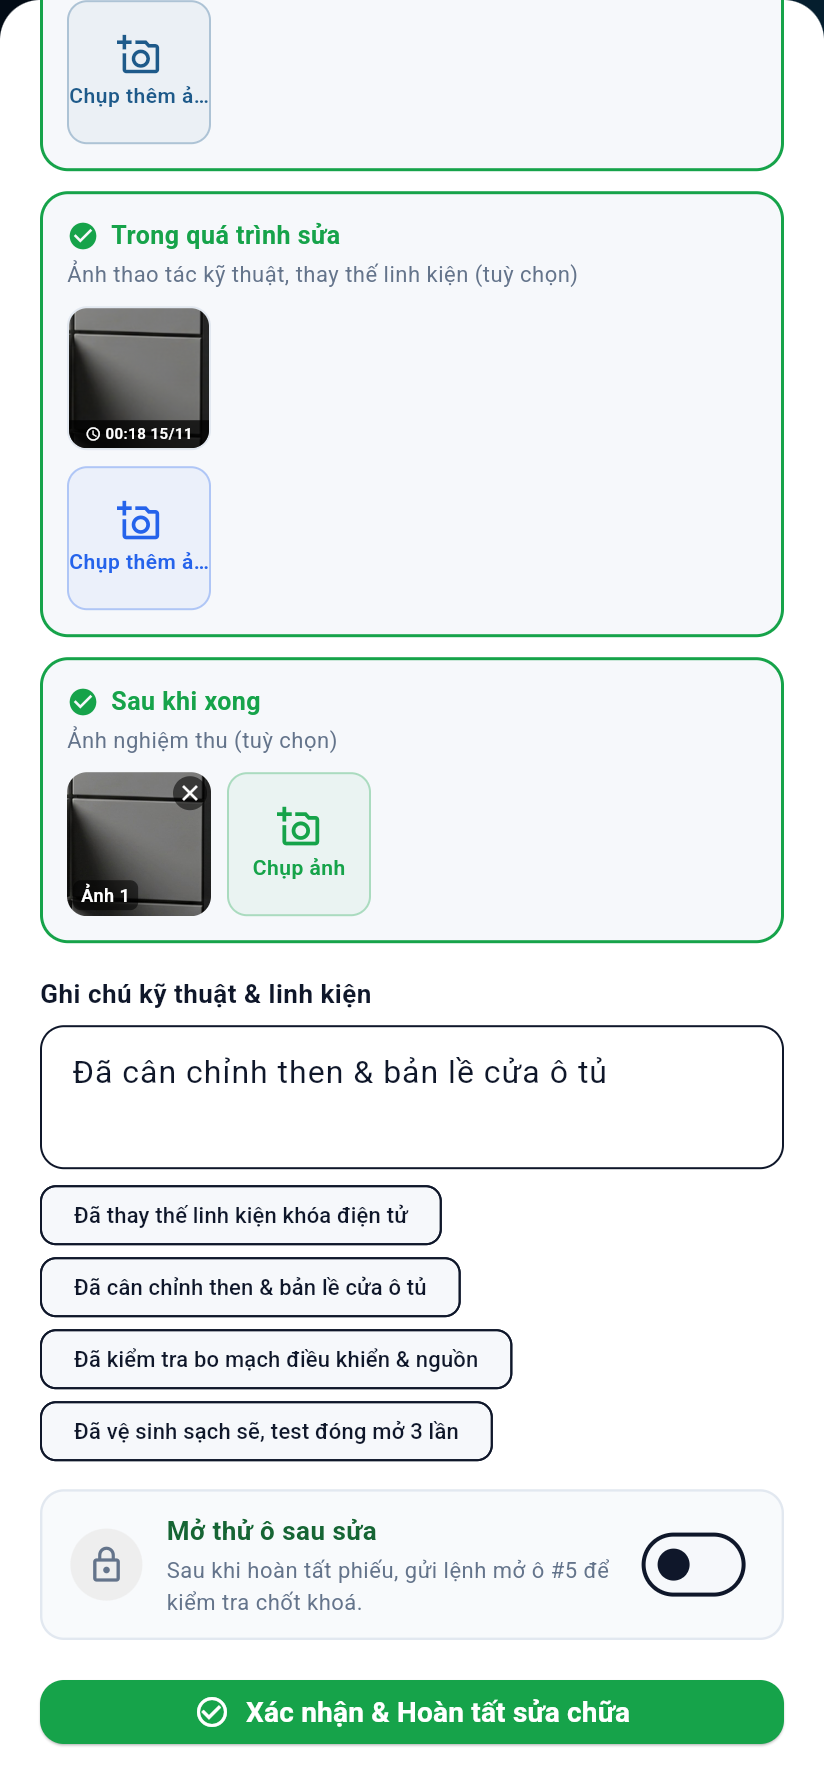 Chụp thêm ả…
Trong quá trình sửa
Ảnh thao tác kỹ thuật, thay thế linh kiện (tuỳ chọn)
00:18 15/11
Chụp thêm ả…
Sau khi xong
Ảnh nghiệm thu (tuỳ chọn)
Ảnh 1
Chụp ảnh
Ghi chú kỹ thuật & linh kiện
Đã cân chỉnh then & bản lề cửa ô tủ
Đã thay thế linh kiện khóa điện tử
Đã cân chỉnh then & bản lề cửa ô tủ
Đã kiểm tra bo mạch điều khiển & nguồn
Đã vệ sinh sạch sẽ, test đóng mở 3 lần
Mở thử ô sau sửa
Sau khi hoàn tất phiếu, gửi lệnh mở ô #5 để
kiểm tra chốt khoá.
Xác nhận & Hoàn tất sửa chữa